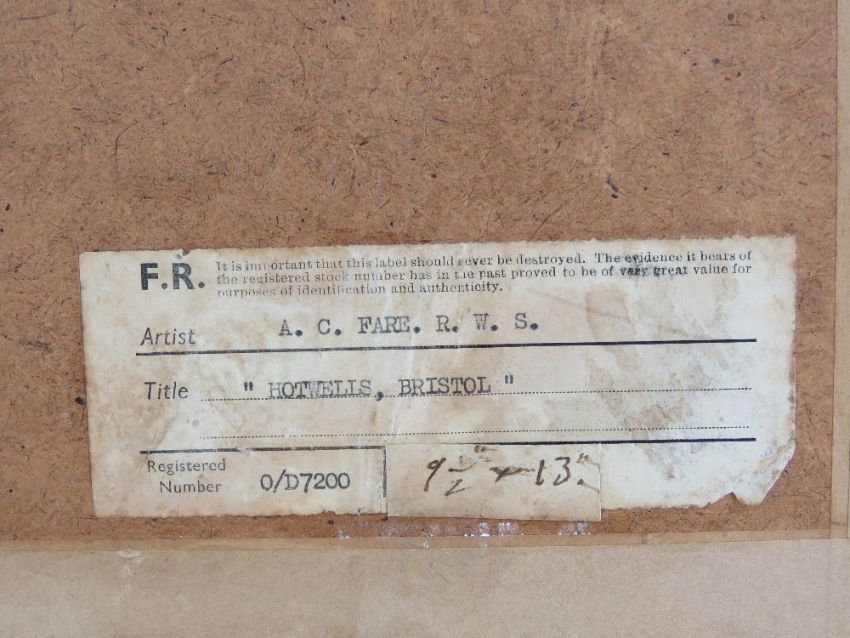 F.R. It is important that this label should never be destroyed. The evidence it bears of
the registered stock number has in the past proved to be of very great value for
purposes of identification and authenticity.
Artist A. C. FARE. R. W. S.
Title " HOTWELLS, BRISTOL "
Registered
Number 0/D7200
9 1/2" x 13".